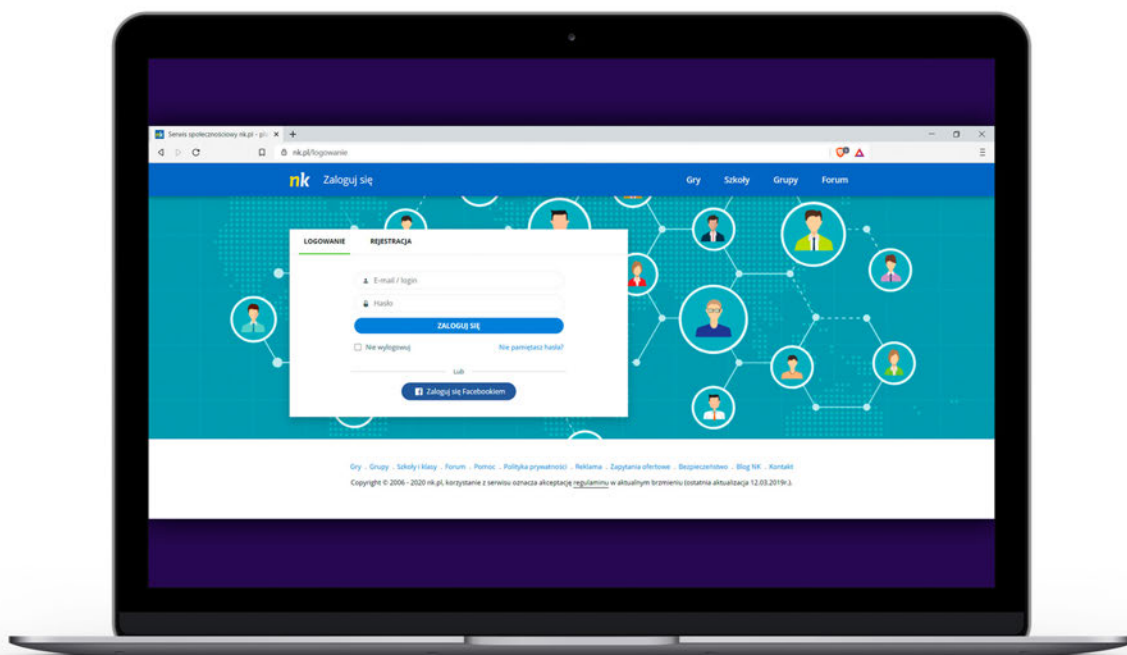 Serwis społecznościowy nk.pl - pla
nk.pl/logowanie
nk Zaloguj się
Gry Szkoły Grupy Forum
LOGOWANIE REJESTRACJA
E-mail / login
Hasło
ZALOGUJ SIĘ
Nie wylogowuj Nie pamiętasz hasła?
Lub
Zaloguj się Facebookiem
Gry . Grupy . Szkoły i klasy . Forum . Pomoc . Polityka prywatności . Reklama . Zapytania ofertowe . Bezpieczeństwo . Blog NK . Kontakt
Copyright © 2006 - 2020 nk.pl, korzystanie z serwisu oznacza akceptację regulaminu w aktualnym brzmieniu (ostatnia aktualizacja 12.03.2019r.).